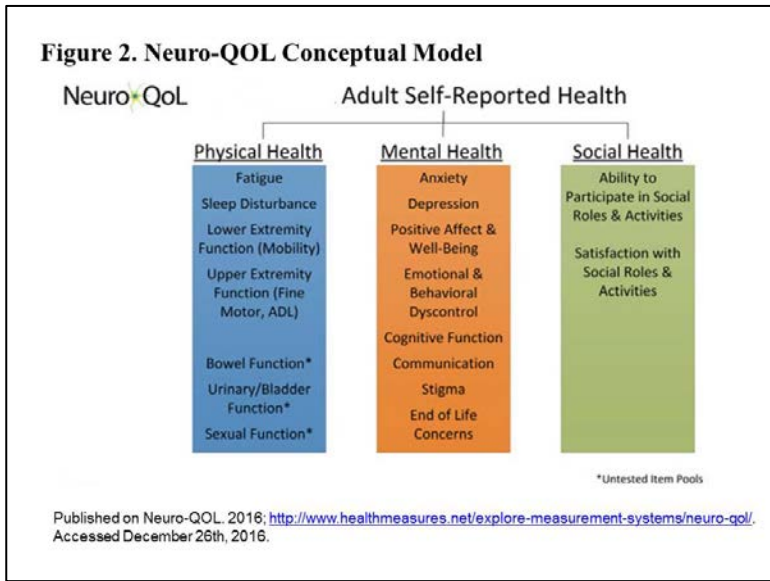 Figure 2. Neuro-QOL Conceptual Model
Neuro QoL
Adult Self-Reported Health
Physical Health
Fatigue
Sleep Disturbance
Lower Extremity
Function (Mobility)
Upper Extremity
Function (Fine
Motor, ADL)
Bowel Function*
Urinary/Bladder
Function*
Sexual Function*
Mental Health
Anxiety
Depression
Positive Affect &
Well-Being
Emotional &
Behavioral
Dyscontrol
Cognitive Function
Communication
Stigma
End of Life
Concerns
Social Health
Ability to
Participate in Social
Roles & Activities
Satisfaction with
Social Roles &
Activities
*Untested Item Pools
Published on Neuro-QOL. 2016; http://www.healthmeasures.net/explore-measurement-systems/neuro-qol/.
Accessed December 26th, 2016.